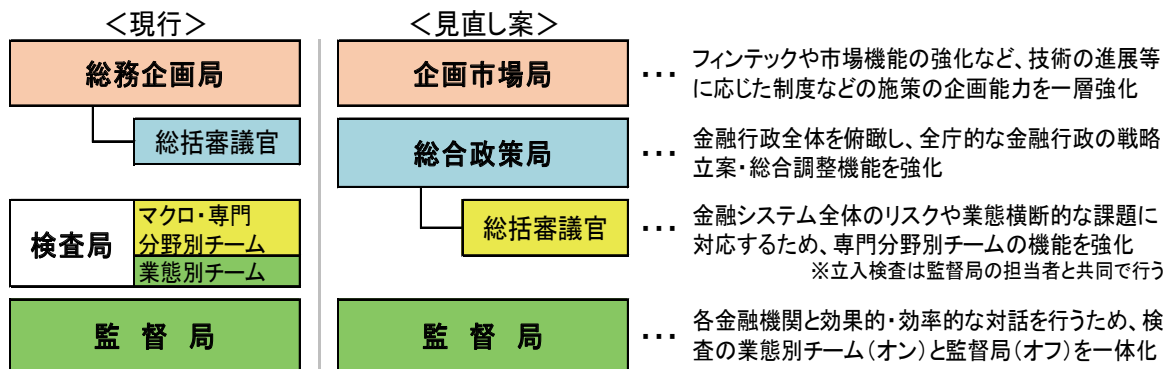 <現行>
<見直し案>
総務企画局
企画市場局
・・・
フィンテックや市場機能の強化など、技術の進展等
に応じた制度などの施策の企画能力を一層強化
総括審議官
総合政策局
・・・
金融行政全体を俯瞰し、全庁的な金融行政の戦略
立案・総合調整機能を強化
検査局
マクロ・専門
分野別チーム
業態別チーム
総括審議官
・・・
金融システム全体のリスクや業態横断的な課題に
対応するため、専門分野別チームの機能を強化
※立入検査は監督局の担当者と共同で行う
監 督 局
監 督 局
・・・
各金融機関と効果的・効率的な対話を行うため、検
査の業態別チーム(オン)と監督局(オフ)を一体化